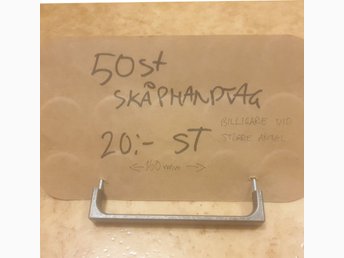 50st
SKÅPHANDTAG
BILLIGARE VID
STÖRRE ANTAL
20:- ST
160mm